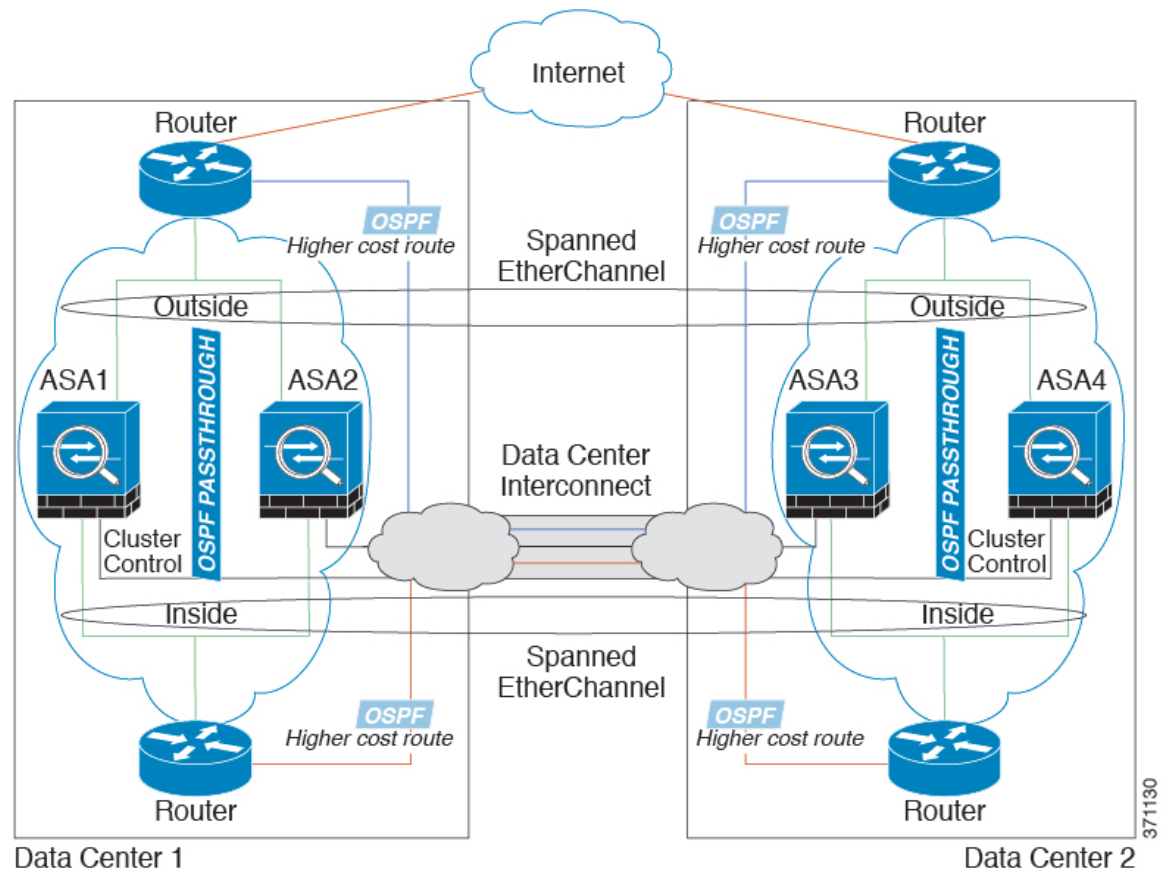 Internet
Router
Router
OSPF
Higher cost route
OSPF
Higher cost route
Spanned
EtherChannel
Outside
Outside
ASA1
ASA2
ASA3
ASA4
OSPF PASSTHROUGH
OSPF PASSTHROUGH
Data Center
Interconnect
Cluster
Control
Cluster
Control
Inside
Inside
Spanned
EtherChannel
OSPF
Higher cost route
OSPF
Higher cost route
Router
Router
371130
Data Center 1
Data Center 2